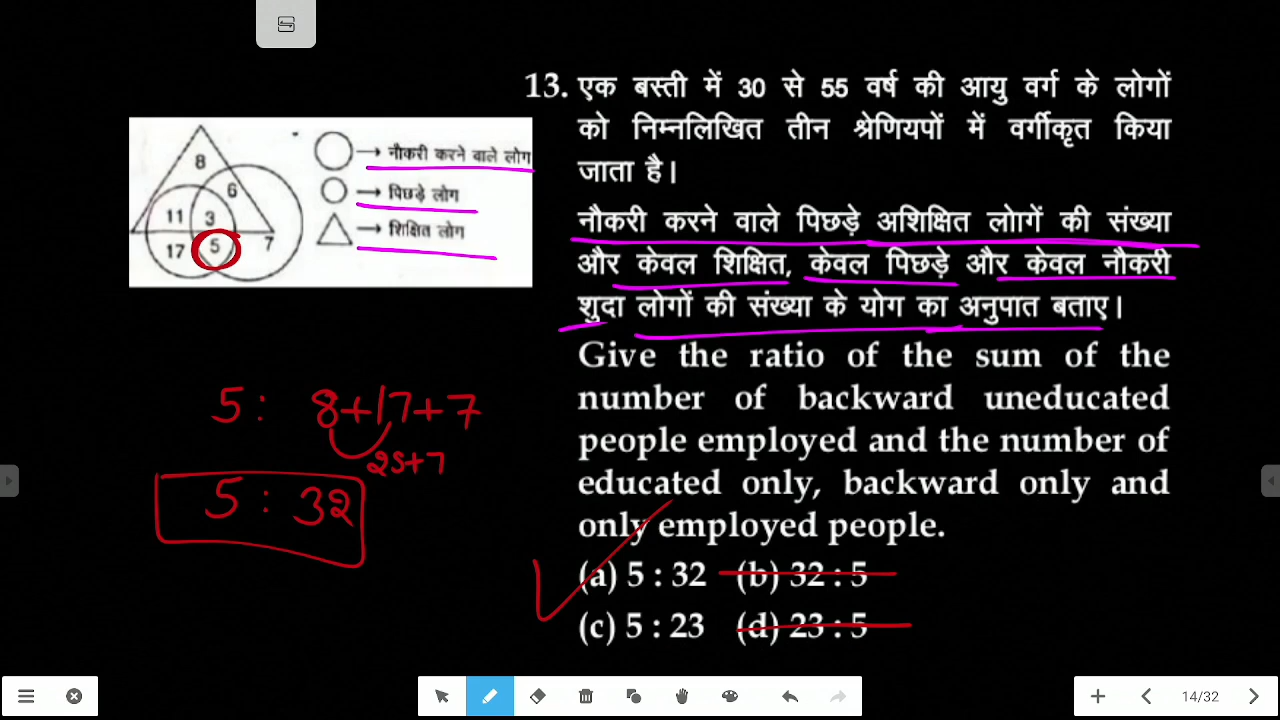 13. एक बस्ती में 30 से 55 वर्ष की आयु वर्ग के लोगों
को निम्नलिखित तीन श्रेणियपों में वर्गीकृत किया
जाता है।
नौकरी करने वाले पिछड़े अशिक्षित लोगों की संख्या
और केवल शिक्षित, केवल पिछड़े और केवल नौकरी
शुदा लोगों की संख्या के योग का अनुपात बताए।
Give the ratio of the sum of the
number of backward uneducated
people employed and the number of
educated only, backward only and
only employed people.
(a) 5 : 32 (b) 32 : 5
(c) 5 : 23 (d) 23 : 5
8
6
11 3
17 5 7
→ नौकरी करने वाले लोग
→ पिछड़े लोग
→ शिक्षित लोग
5 : 8+17+7
25+7
5 : 32
14/32